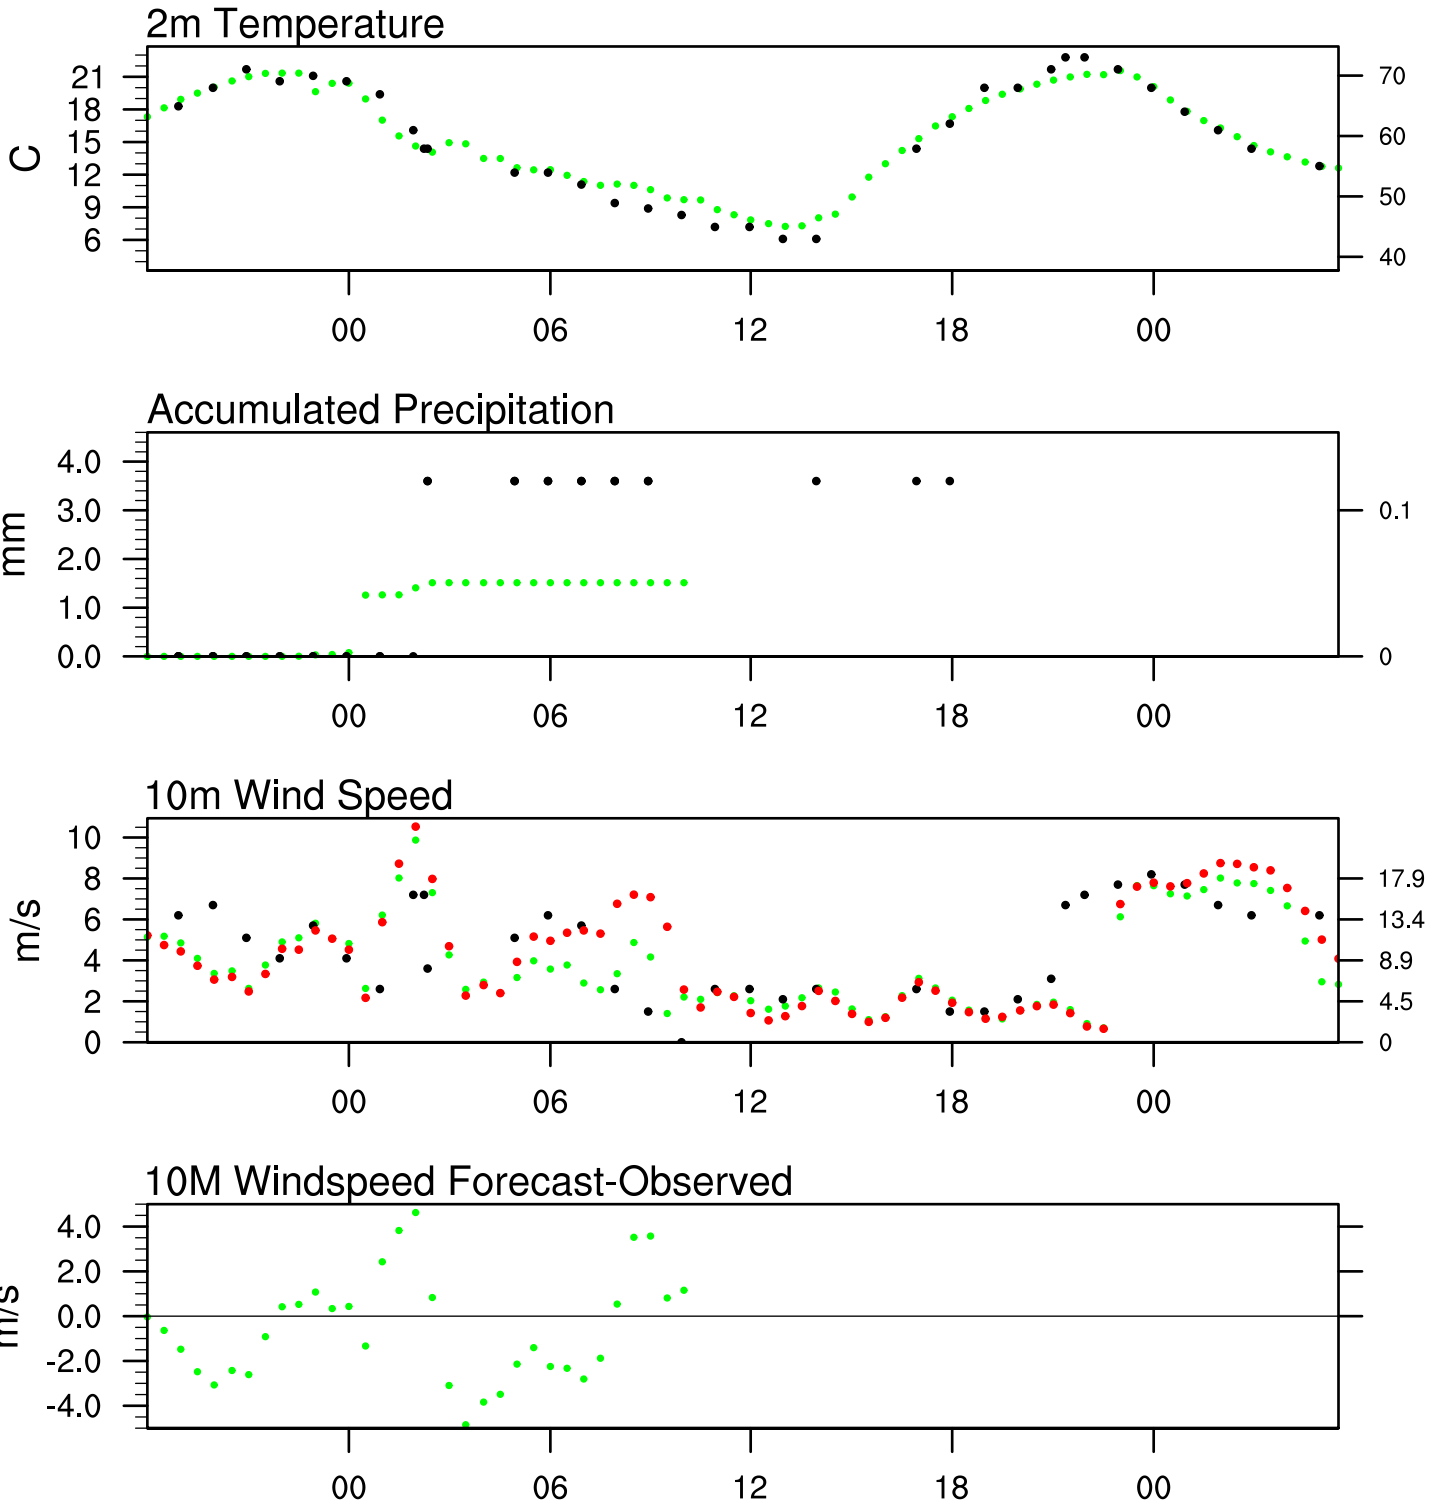 2m Temperature
21
18
15
12
9
6
C
70
60
50
40
00 06 12 18 00
Accumulated Precipitation
4.0
3.0
2.0
1.0
0.0
mm
0.1
0
00 06 12 18 00
10m Wind Speed
10
8
6
4
2
0
m/s
17.9
13.4
8.9
4.5
0
00 06 12 18 00
10M Windspeed Forecast-Observed
4.0
2.0
0.0
-2.0
-4.0
m/s
00 06 12 18 00